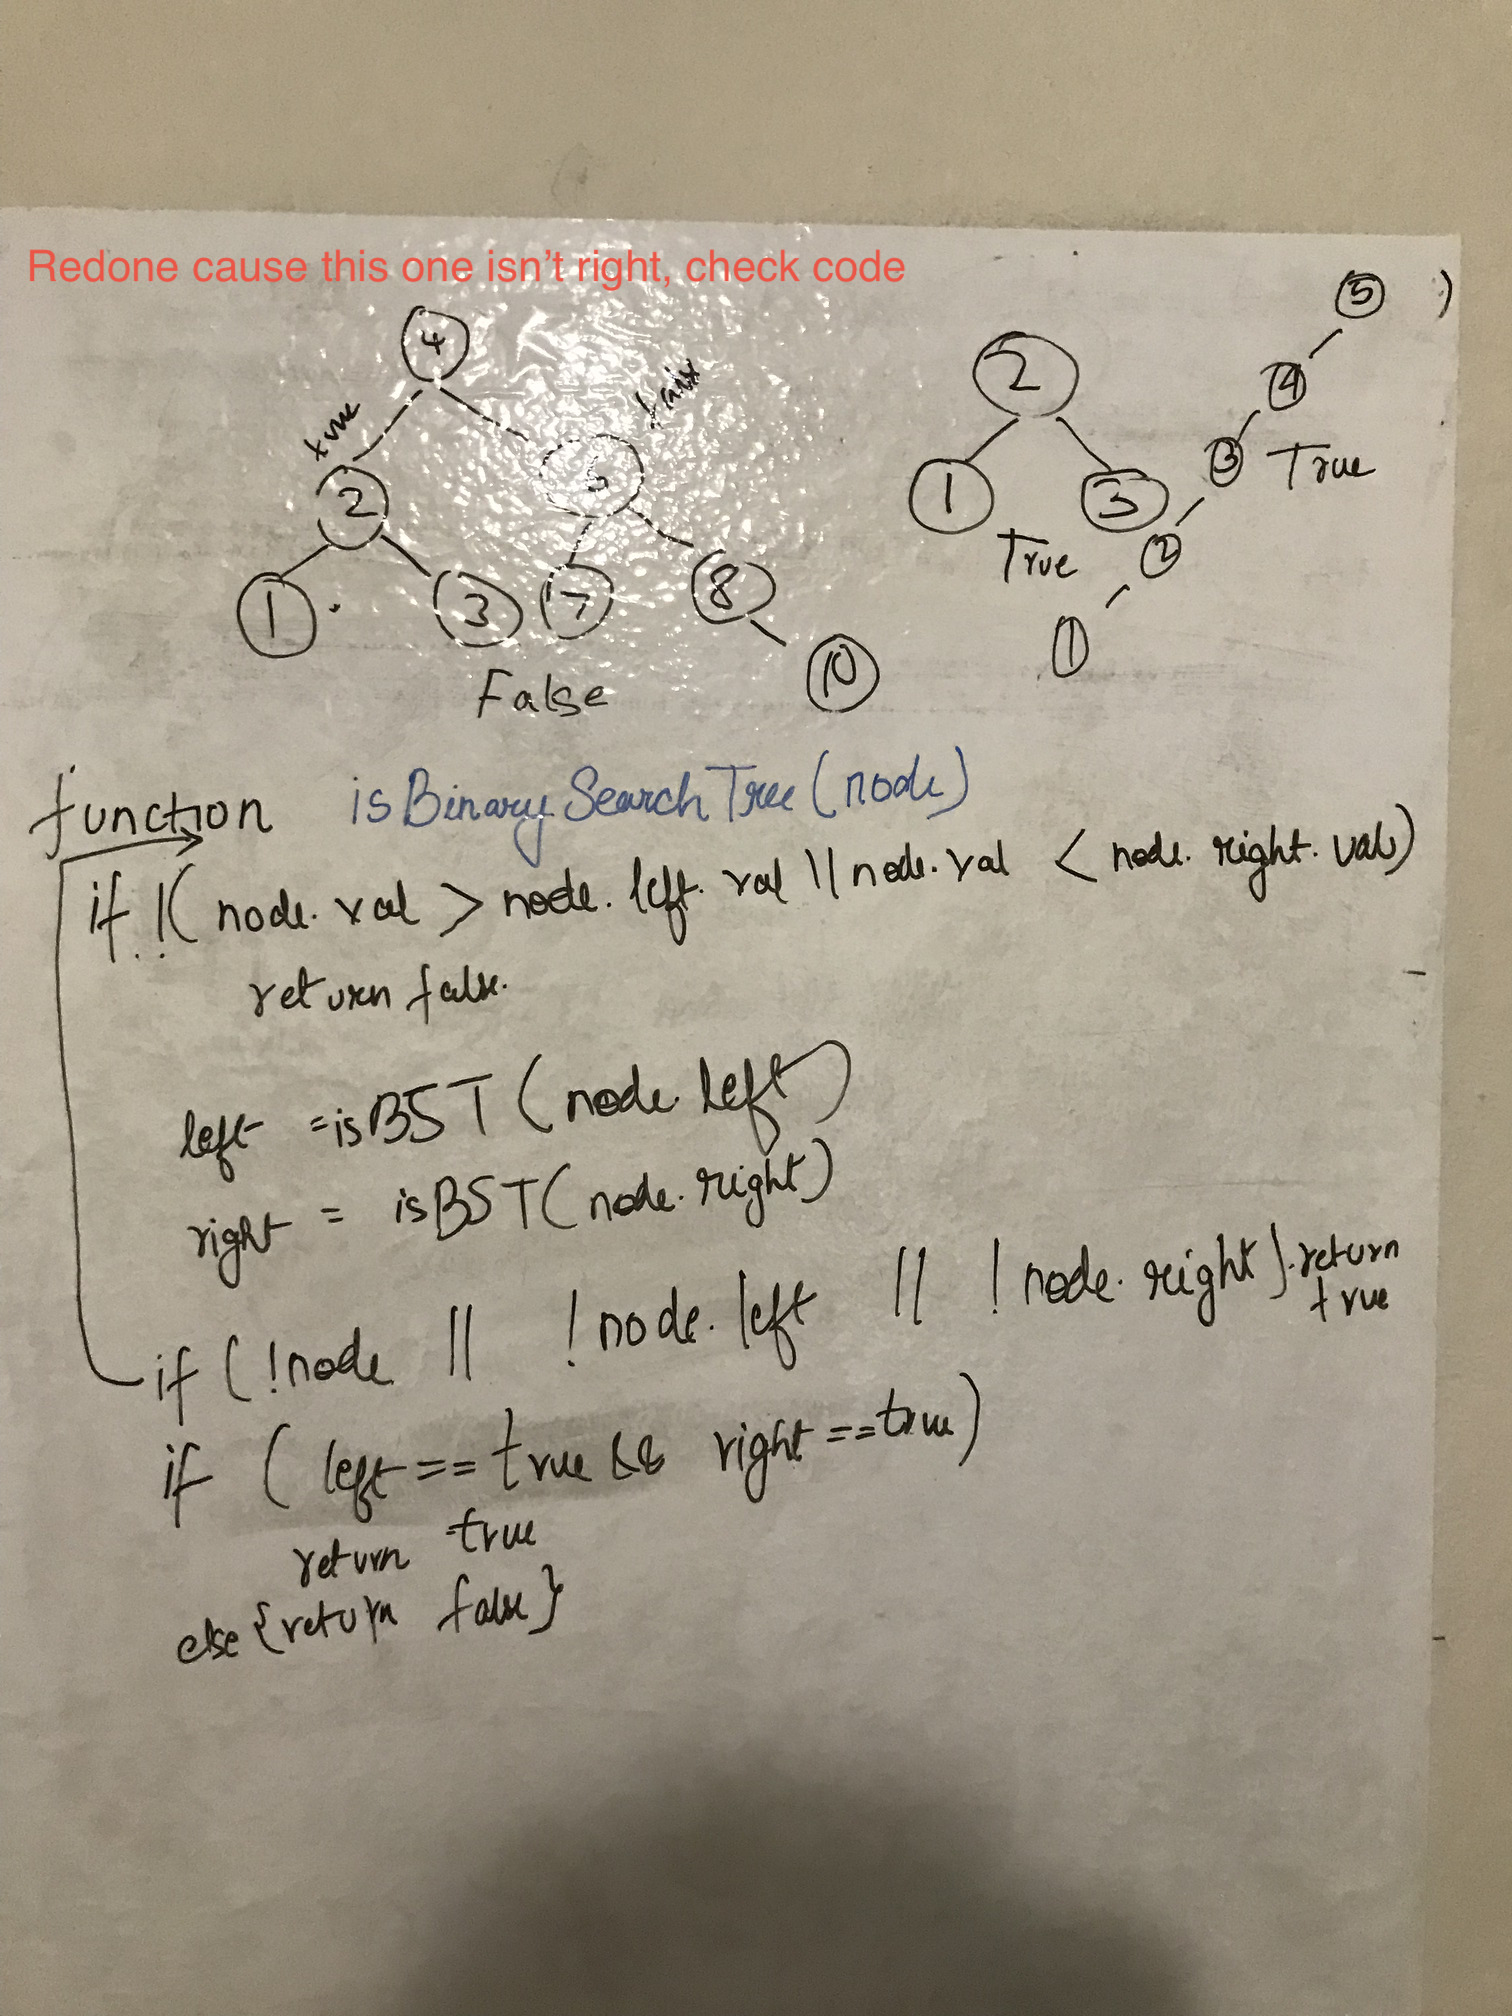 Redone cause this one isn't right, check code
4
true
false
2
6
1
3
7
8
10
False
2
1
3
True
5
)
4
3
True
2
1
function isBinarySearchTree(node)
if !( node.val > node.left.val || node.val < node.right.val)
return false.
left = isBST(node.left)
right = isBST(node.right)
if (!node || !node.left || !node.right) return
true
if (left == true && right == true)
return true
else {return false}